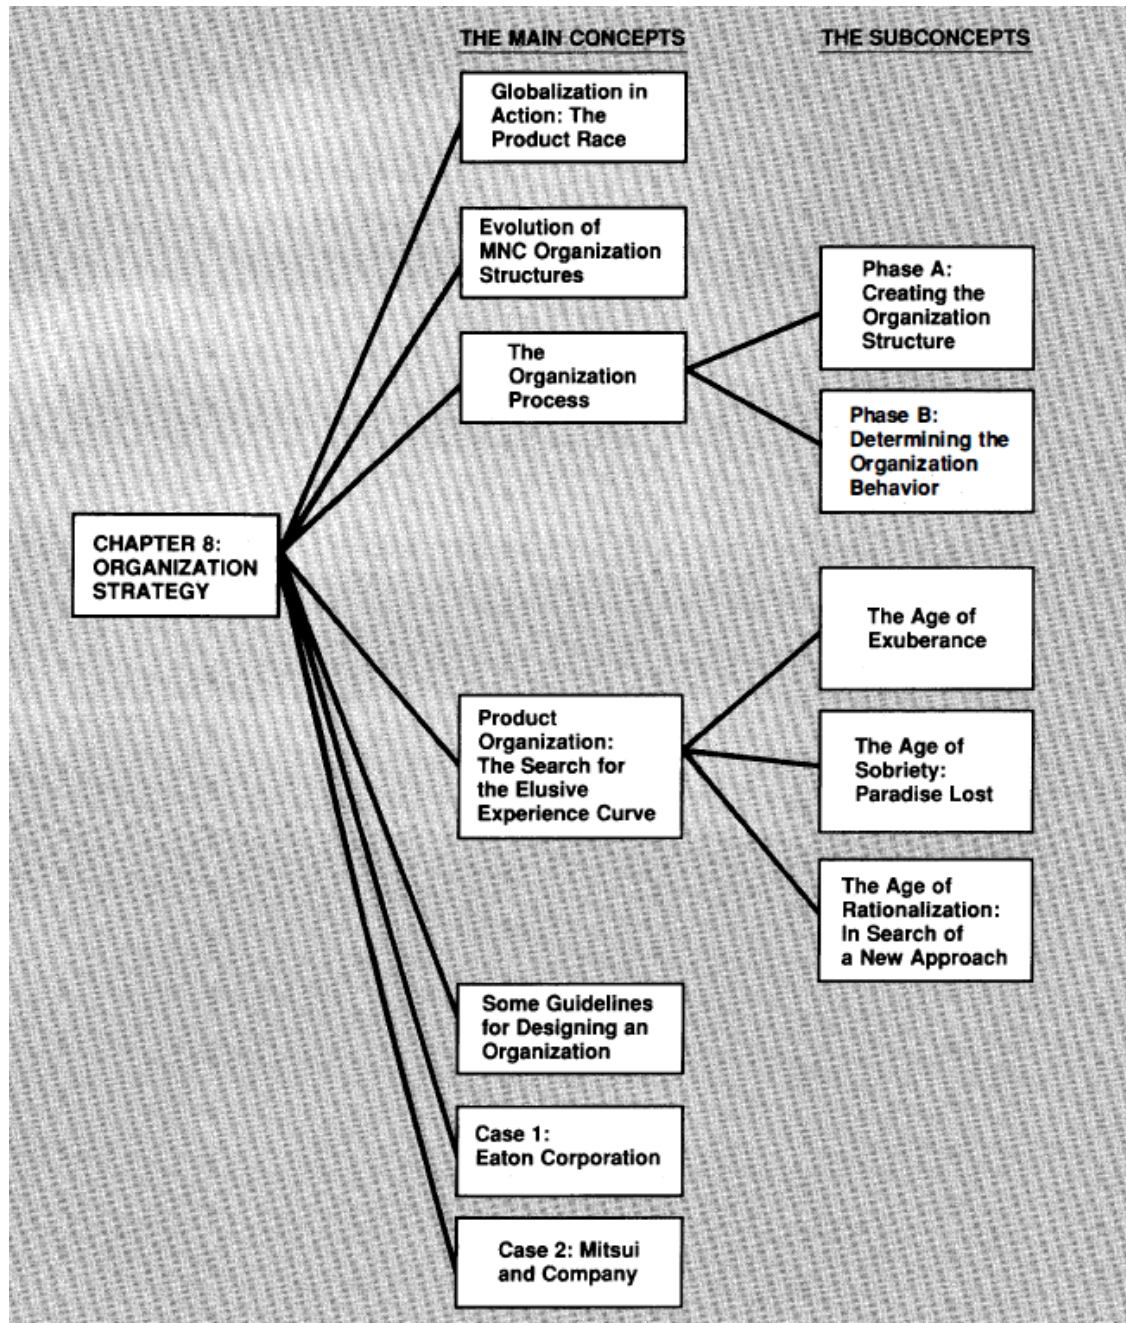 THE MAIN CONCEPTS
THE SUBCONCEPTS
Globalization in
Action: The
Product Race
Evolution of
MNC Organization
Structures
The
Organization
Process
Phase A:
Creating the
Organization
Structure
Phase B:
Determining the
Organization
Behavior
CHAPTER 8:
ORGANIZATION
STRATEGY
Product
Organization:
The Search for
the Elusive
Experience Curve
The Age of
Exuberance
The Age of
Sobriety:
Paradise Lost
The Age of
Rationalization:
In Search of
a New Approach
Some Guidelines
for Designing an
Organization
Case 1:
Eaton Corporation
Case 2: Mitsui
and Company